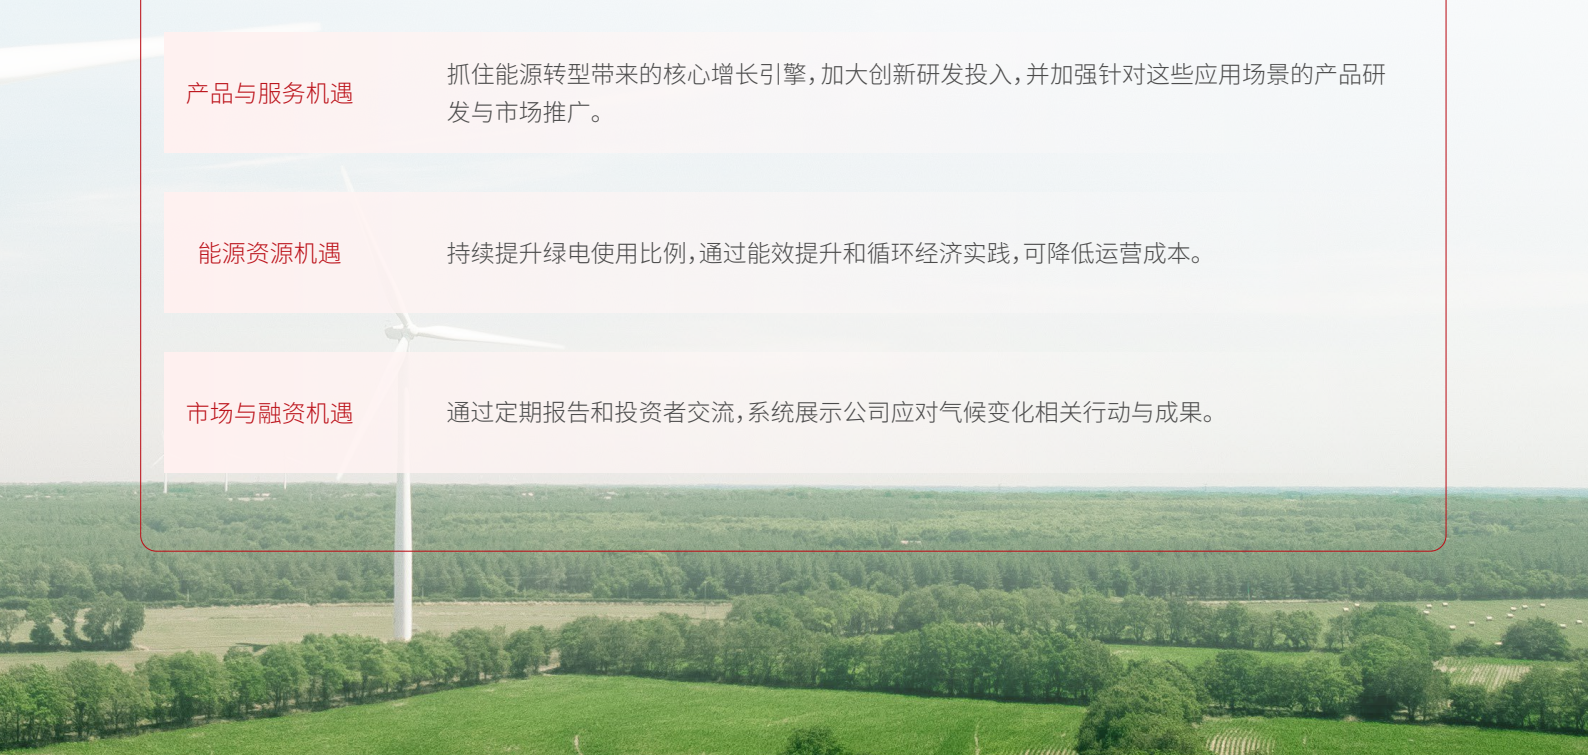 产品与服务机遇
抓住能源转型带来的核心增长引擎，加大创新研发投入，并加强针对这些应用场景的产品研
发与市场推广。
能源资源机遇
持续提升绿电使用比例，通过能效提升和循环经济实践，可降低运营成本。
市场与融资机遇
通过定期报告和投资者交流，系统展示公司应对气候变化相关行动与成果。